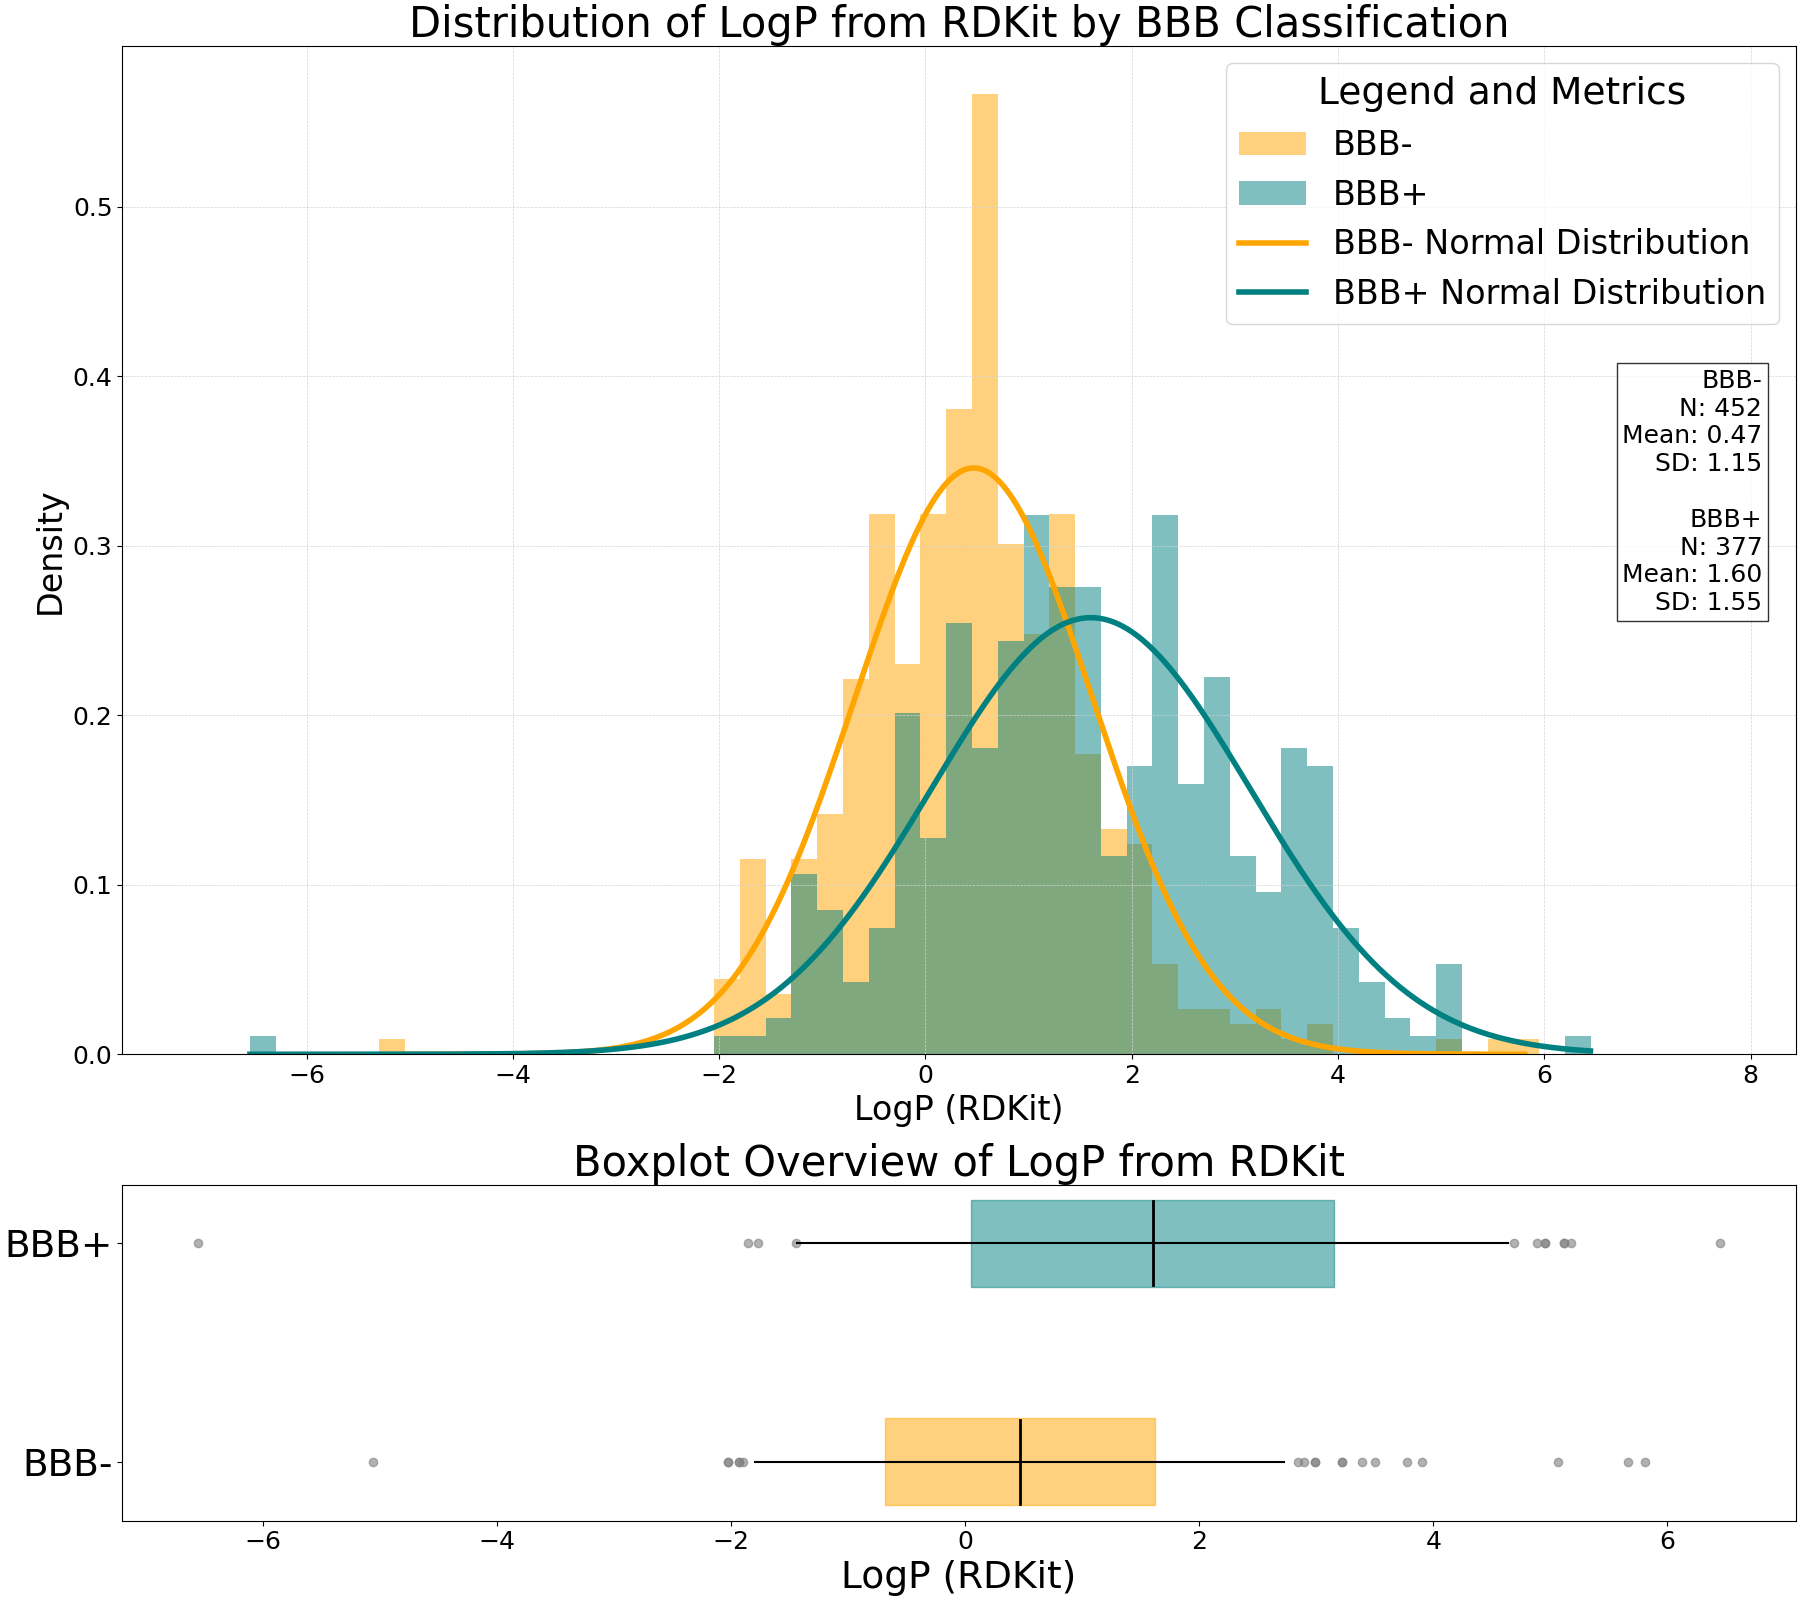 Distribution of LogP from RDKit by BBB Classification
Legend and Metrics
BBB-
BBB+
BBB- Normal Distribution
BBB+ Normal Distribution
BBB-
N: 452
Mean: 0.47
SD: 1.15
BBB+
N: 377
Mean: 1.60
SD: 1.55
Density
0.5
0.4
0.3
0.2
0.1
0.0
−6 −4 −2 0 2 4 6 8
LogP (RDKit)
Boxplot Overview of LogP from RDKit
BBB+
BBB-
−6 −4 −2 0 2 4 6
LogP (RDKit)